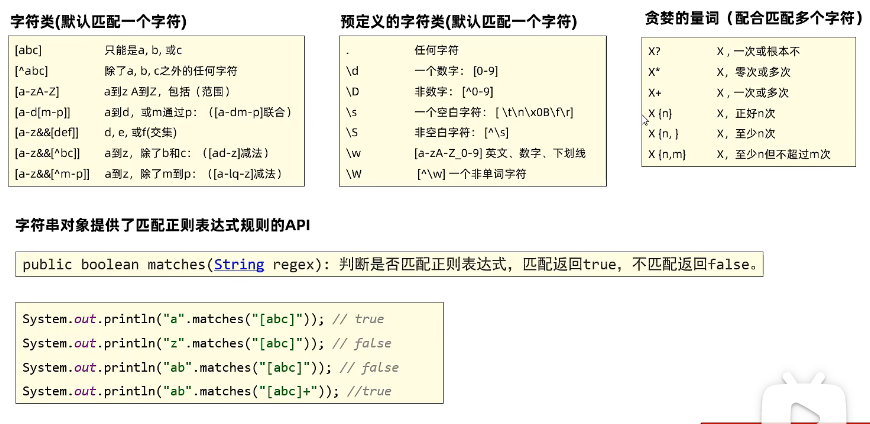 字符类(默认匹配一个字符)
[abc] 只能是a, b, 或c
[^abc] 除了a, b, c之外的任何字符
[a-zA-Z] a到z A到Z，包括（范围）
[a-d[m-p]] a到d，或m通过p：（[a-dm-p]联合）
[a-z&&[def]] d, e, 或f(交集)
[a-z&&[^bc]] a到z，除了b和c：（[ad-z]减法）
[a-z&&[^m-p]] a到z，除了m到p：（[a-lq-z]减法）
预定义的字符类(默认匹配一个字符)
. 任何字符
\d 一个数字： [0-9]
\D 非数字： [^0-9]
\s 一个空白字符： [ \t\n\x0B\f\r]
\S 非空白字符： [^\s]
\w [a-zA-Z_0-9] 英文、数字、下划线
\W [^\w] 一个非单词字符
贪婪的量词（配合匹配多个字符）
X? X , 一次或根本不
X* X，零次或多次
X+ X , 一次或多次
X {n} X，正好n次
X {n, } X，至少n次
X {n,m} X，至少n但不超过m次
字符串对象提供了匹配正则表达式规则的API
public boolean matches(String regex): 判断是否匹配正则表达式，匹配返回true，不匹配返回false。
System.out.println("a".matches("[abc]")); // true
System.out.println("z".matches("[abc]")); // false
System.out.println("ab".matches("[abc]")); // false
System.out.println("ab".matches("[abc]+")); //true